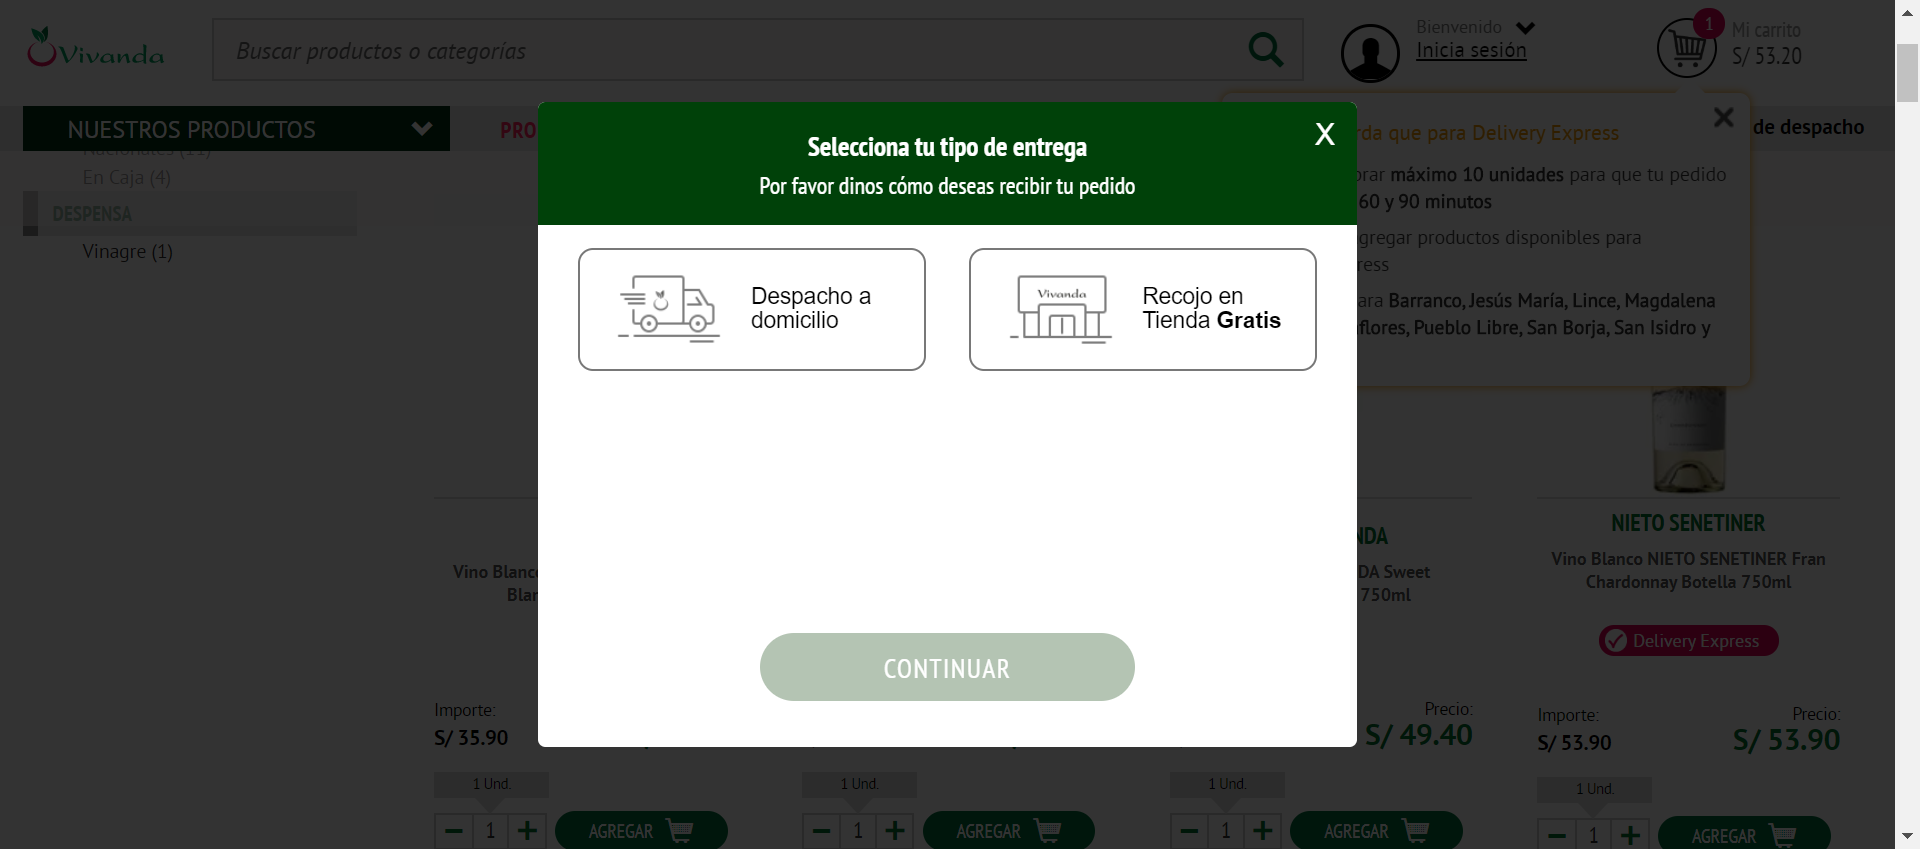 Vivanda
Buscar productos o categorías
Bienvenido
Inicia sesión
1
Mi carrito
S/ 53.20
NUESTROS PRODUCTOS
PRO
de despacho
Nacionales (11)
En Caja (4)
DESPENSA
Vinagre (1)
Selecciona tu tipo de entrega
X
Por favor dinos cómo deseas recibir tu pedido
Despacho a
domicilio
Vivanda
Recojo en
Tienda Gratis
CONTINUAR
rda que para Delivery Express
rar máximo 10 unidades para que tu pedido
60 y 90 minutos
gregar productos disponibles para
ress
ara Barranco, Jesús María, Lince, Magdalena
flores, Pueblo Libre, San Borja, San Isidro y
Vino Blanc
Blan
NDA
DA Sweet
750ml
NIETO SENETINER
Vino Blanco NIETO SENETINER Fran
Chardonnay Botella 750ml
Delivery Express
Importe:
S/ 35.90
Precio:
S/ 49.40
Importe:
S/ 53.90
Precio:
S/ 53.90
1 Und.
1 Und.
1 Und.
1 Und.
− 1 + AGREGAR
− 1 + AGREGAR
− 1 + AGREGAR
− 1 + AGREGAR